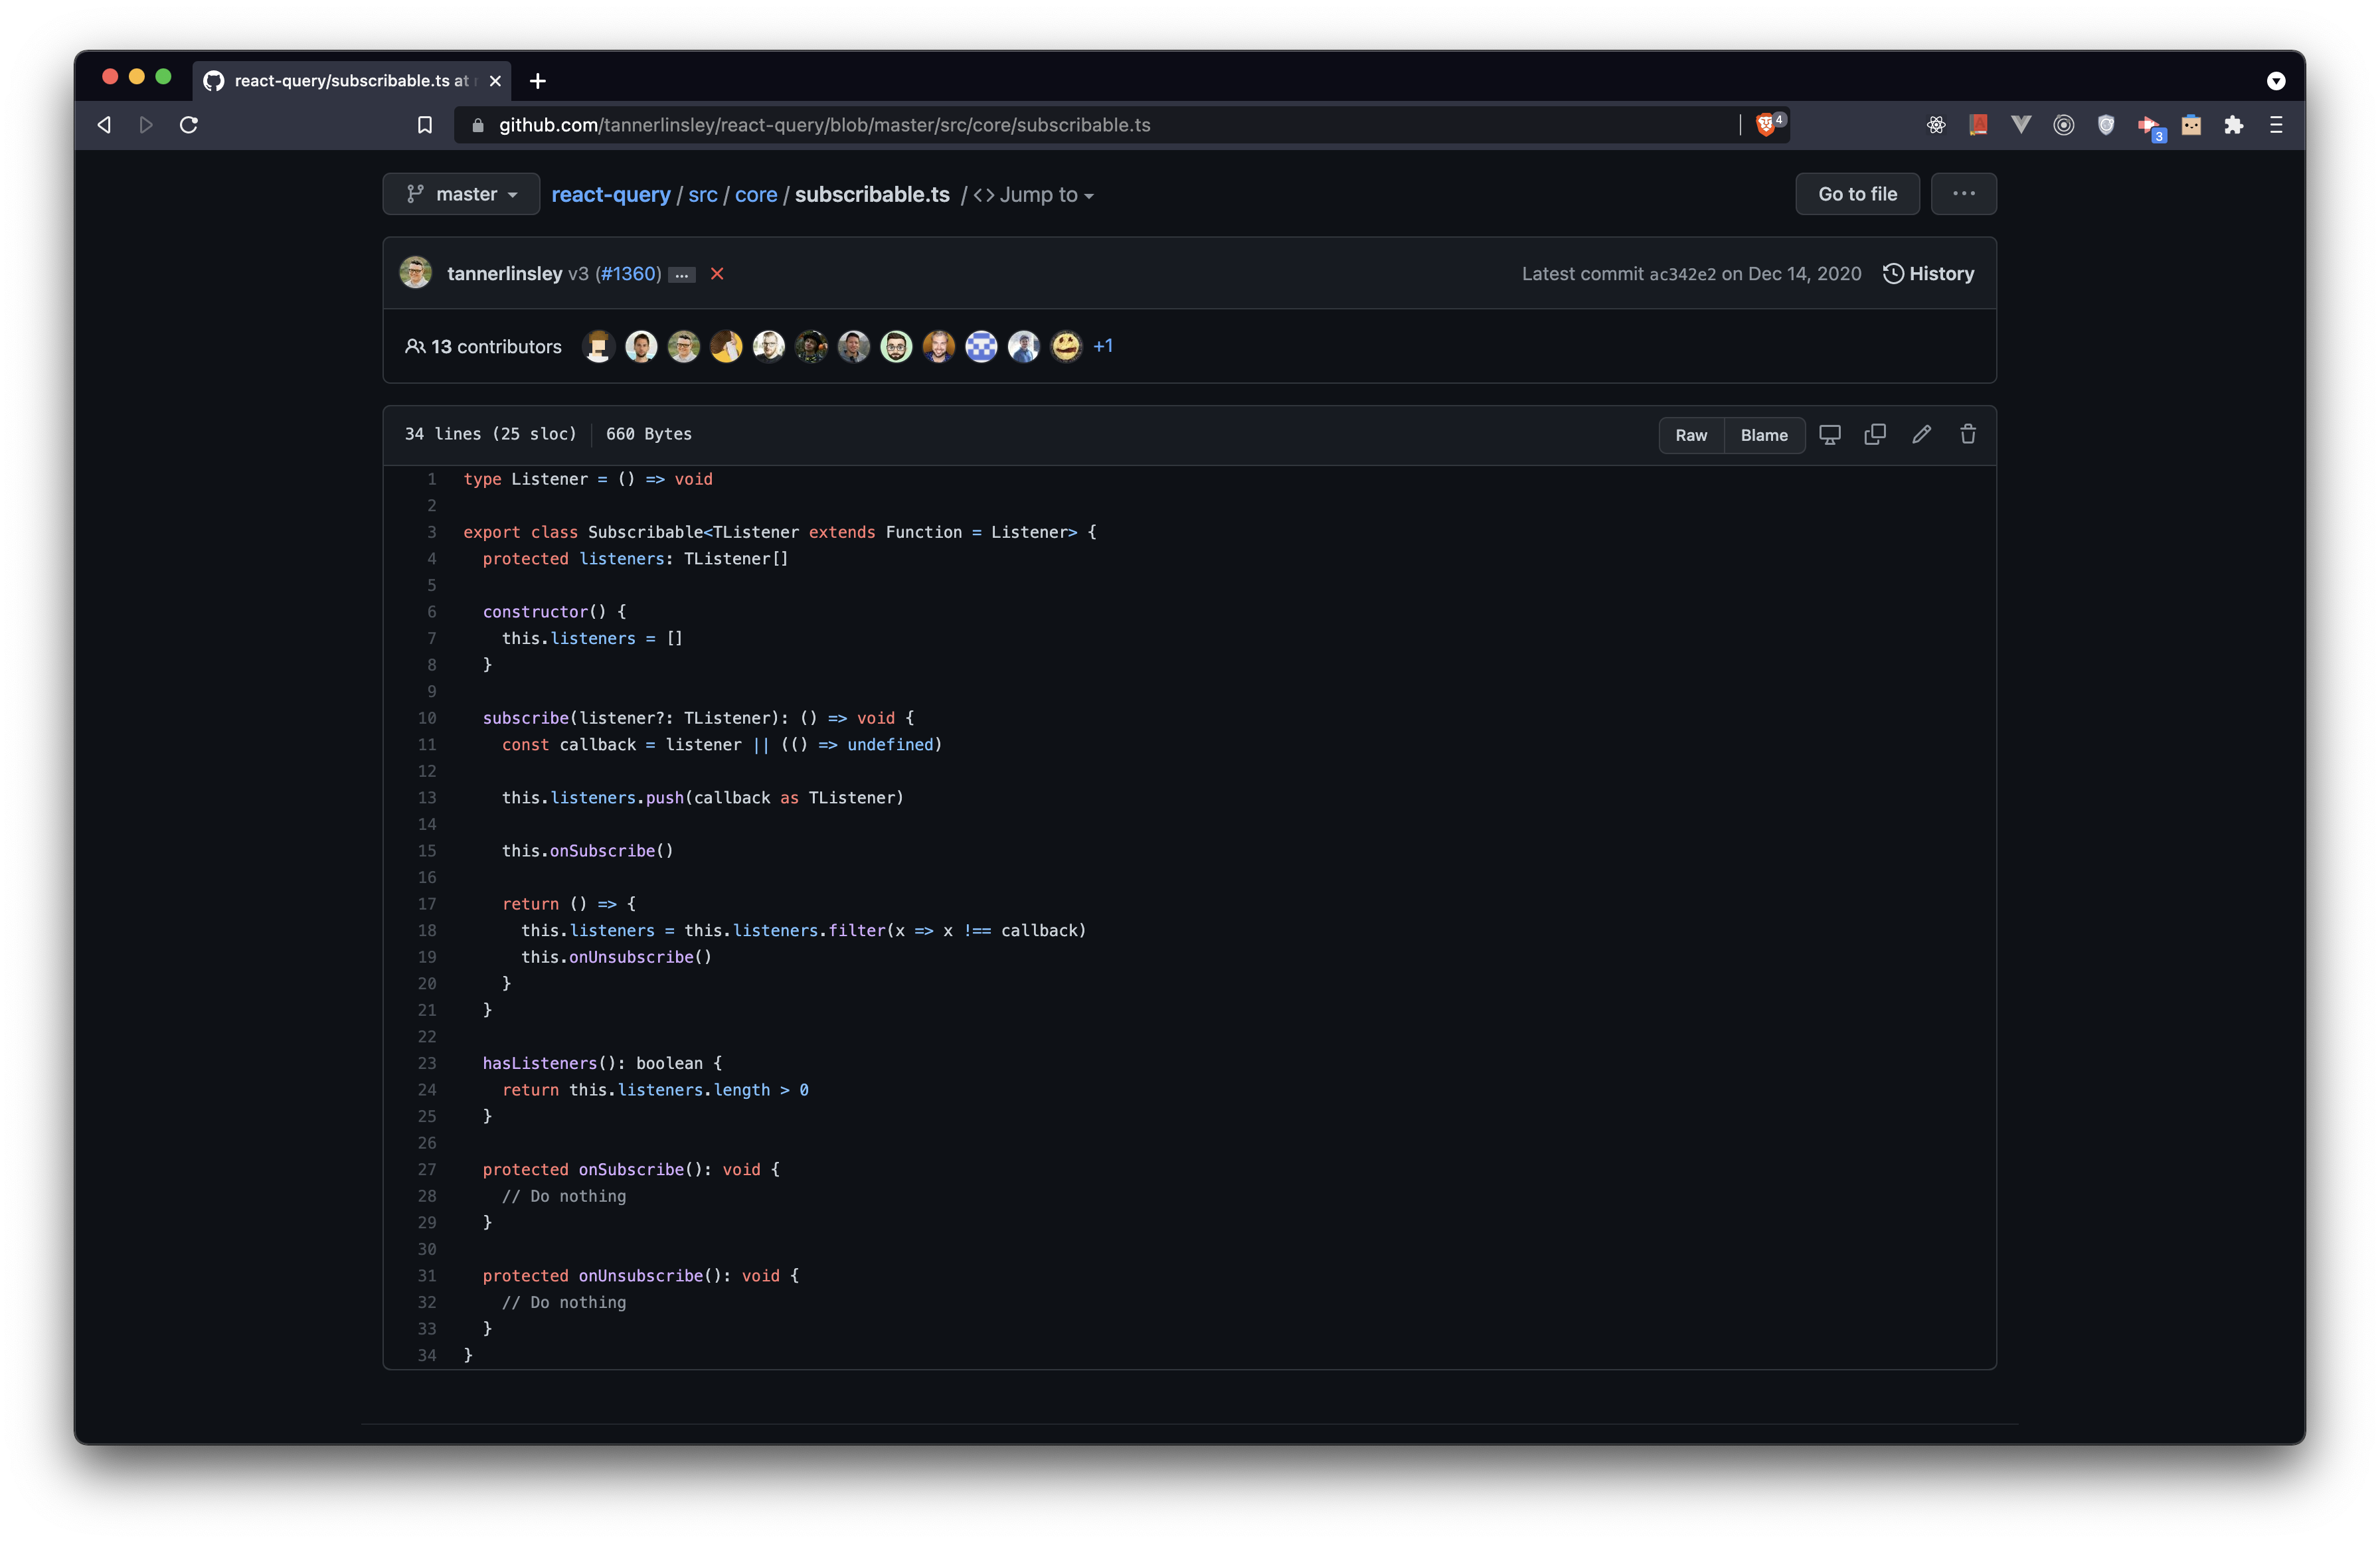 react-query/subscribable.ts at
github.com/tannerlinsley/react-query/blob/master/src/core/subscribable.ts
4
3
master
react-query / src / core / subscribable.ts / <> Jump to
Go to file
...
tannerlinsley v3 (#1360) ...
Latest commit ac342e2 on Dec 14, 2020
History
13 contributors
+1
34 lines (25 sloc) | 660 Bytes
Raw
Blame
1 type Listener = () => void
2
3 export class Subscribable<TListener extends Function = Listener> {
4   protected listeners: TListener[]
5
6   constructor() {
7     this.listeners = []
8   }
9
10   subscribe(listener?: TListener): () => void {
11     const callback = listener || (() => undefined)
12
13     this.listeners.push(callback as TListener)
14
15     this.onSubscribe()
16
17     return () => {
18       this.listeners = this.listeners.filter(x => x !== callback)
19       this.onUnsubscribe()
20     }
21   }
22
23   hasListeners(): boolean {
24     return this.listeners.length > 0
25   }
26
27   protected onSubscribe(): void {
28     // Do nothing
29   }
30
31   protected onUnsubscribe(): void {
32     // Do nothing
33   }
34 }